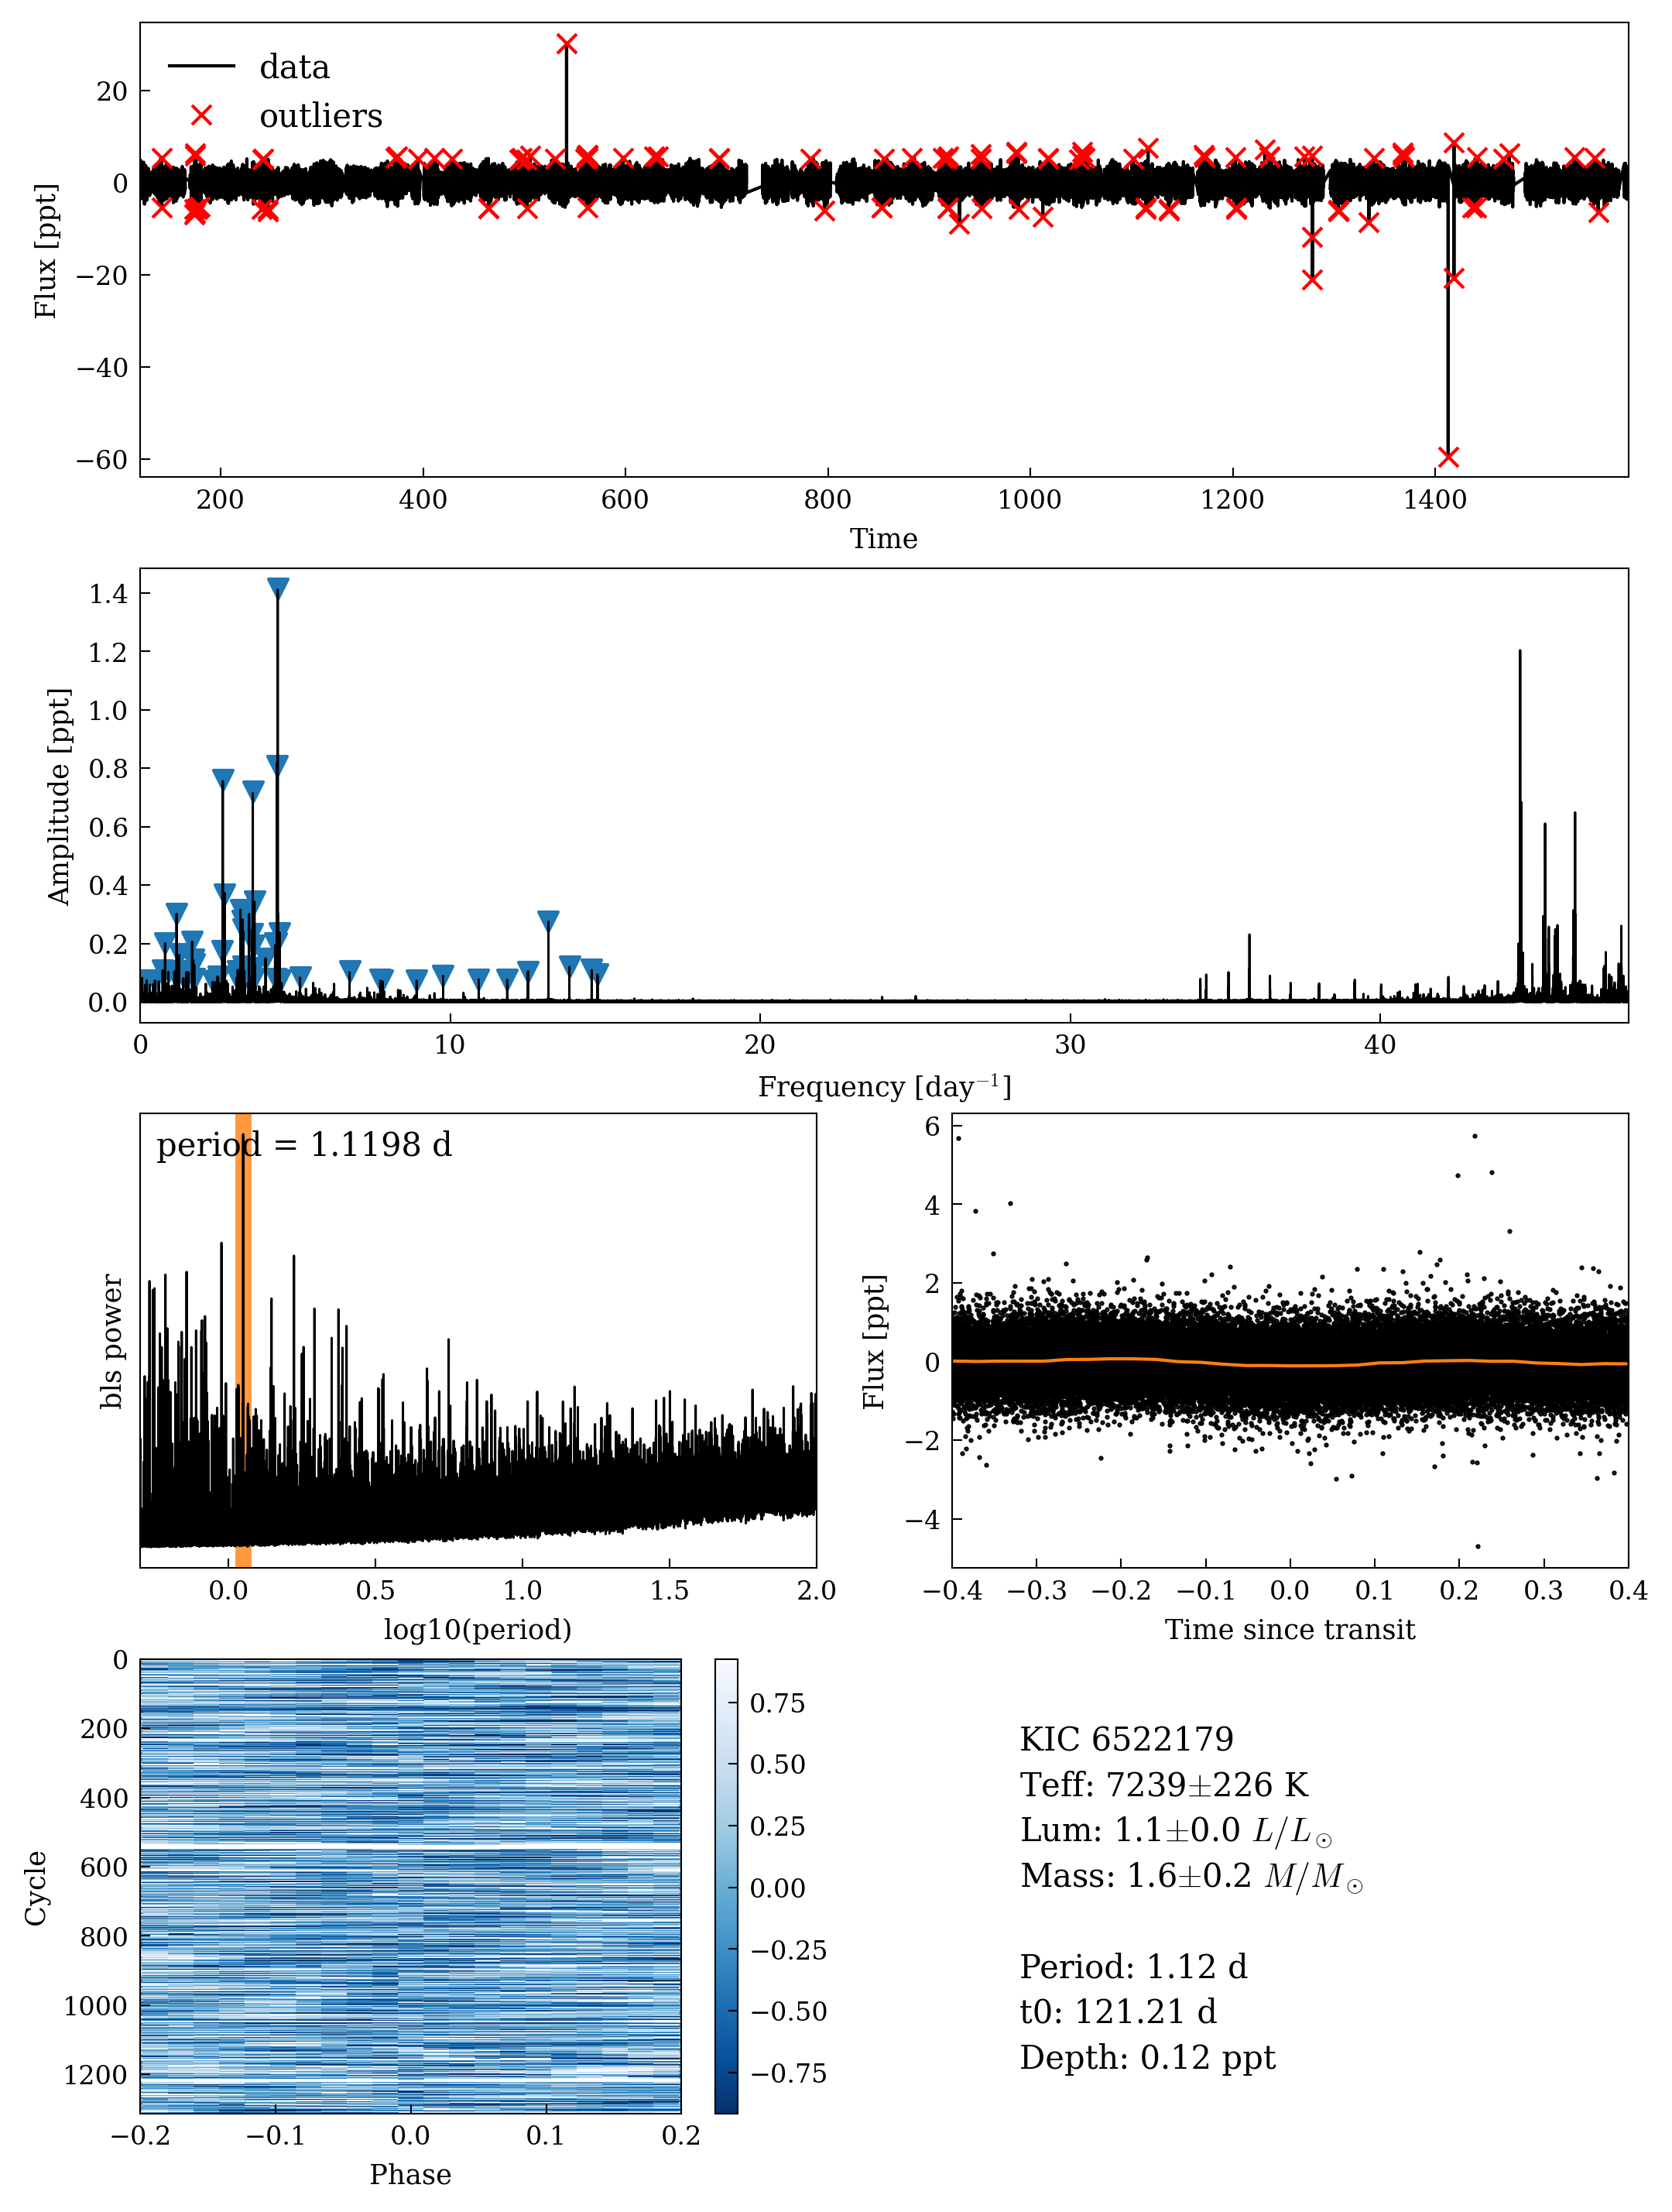 data
outliers
20
0
−20
−40
−60
Flux [ppt]
200 400 600 800 1000 1200 1400
Time
1.4
1.2
1.0
0.8
0.6
0.4
0.2
0.0
Amplitude [ppt]
0 10 20 30 40
Frequency [day⁻¹]
period = 1.1198 d
bls power
0.0 0.5 1.0 1.5 2.0
log10(period)
6
4
2
0
−2
−4
Flux [ppt]
−0.4 −0.3 −0.2 −0.1 0.0 0.1 0.2 0.3 0.4
Time since transit
0
200
400
600
800
1000
1200
Cycle
−0.2 −0.1 0.0 0.1 0.2
Phase
0.75
0.50
0.25
0.00
−0.25
−0.50
−0.75
KIC 6522179
Teff: 7239±226 K
Lum: 1.1±0.0 L/L⊙
Mass: 1.6±0.2 M/M⊙
Period: 1.12 d
t0: 121.21 d
Depth: 0.12 ppt